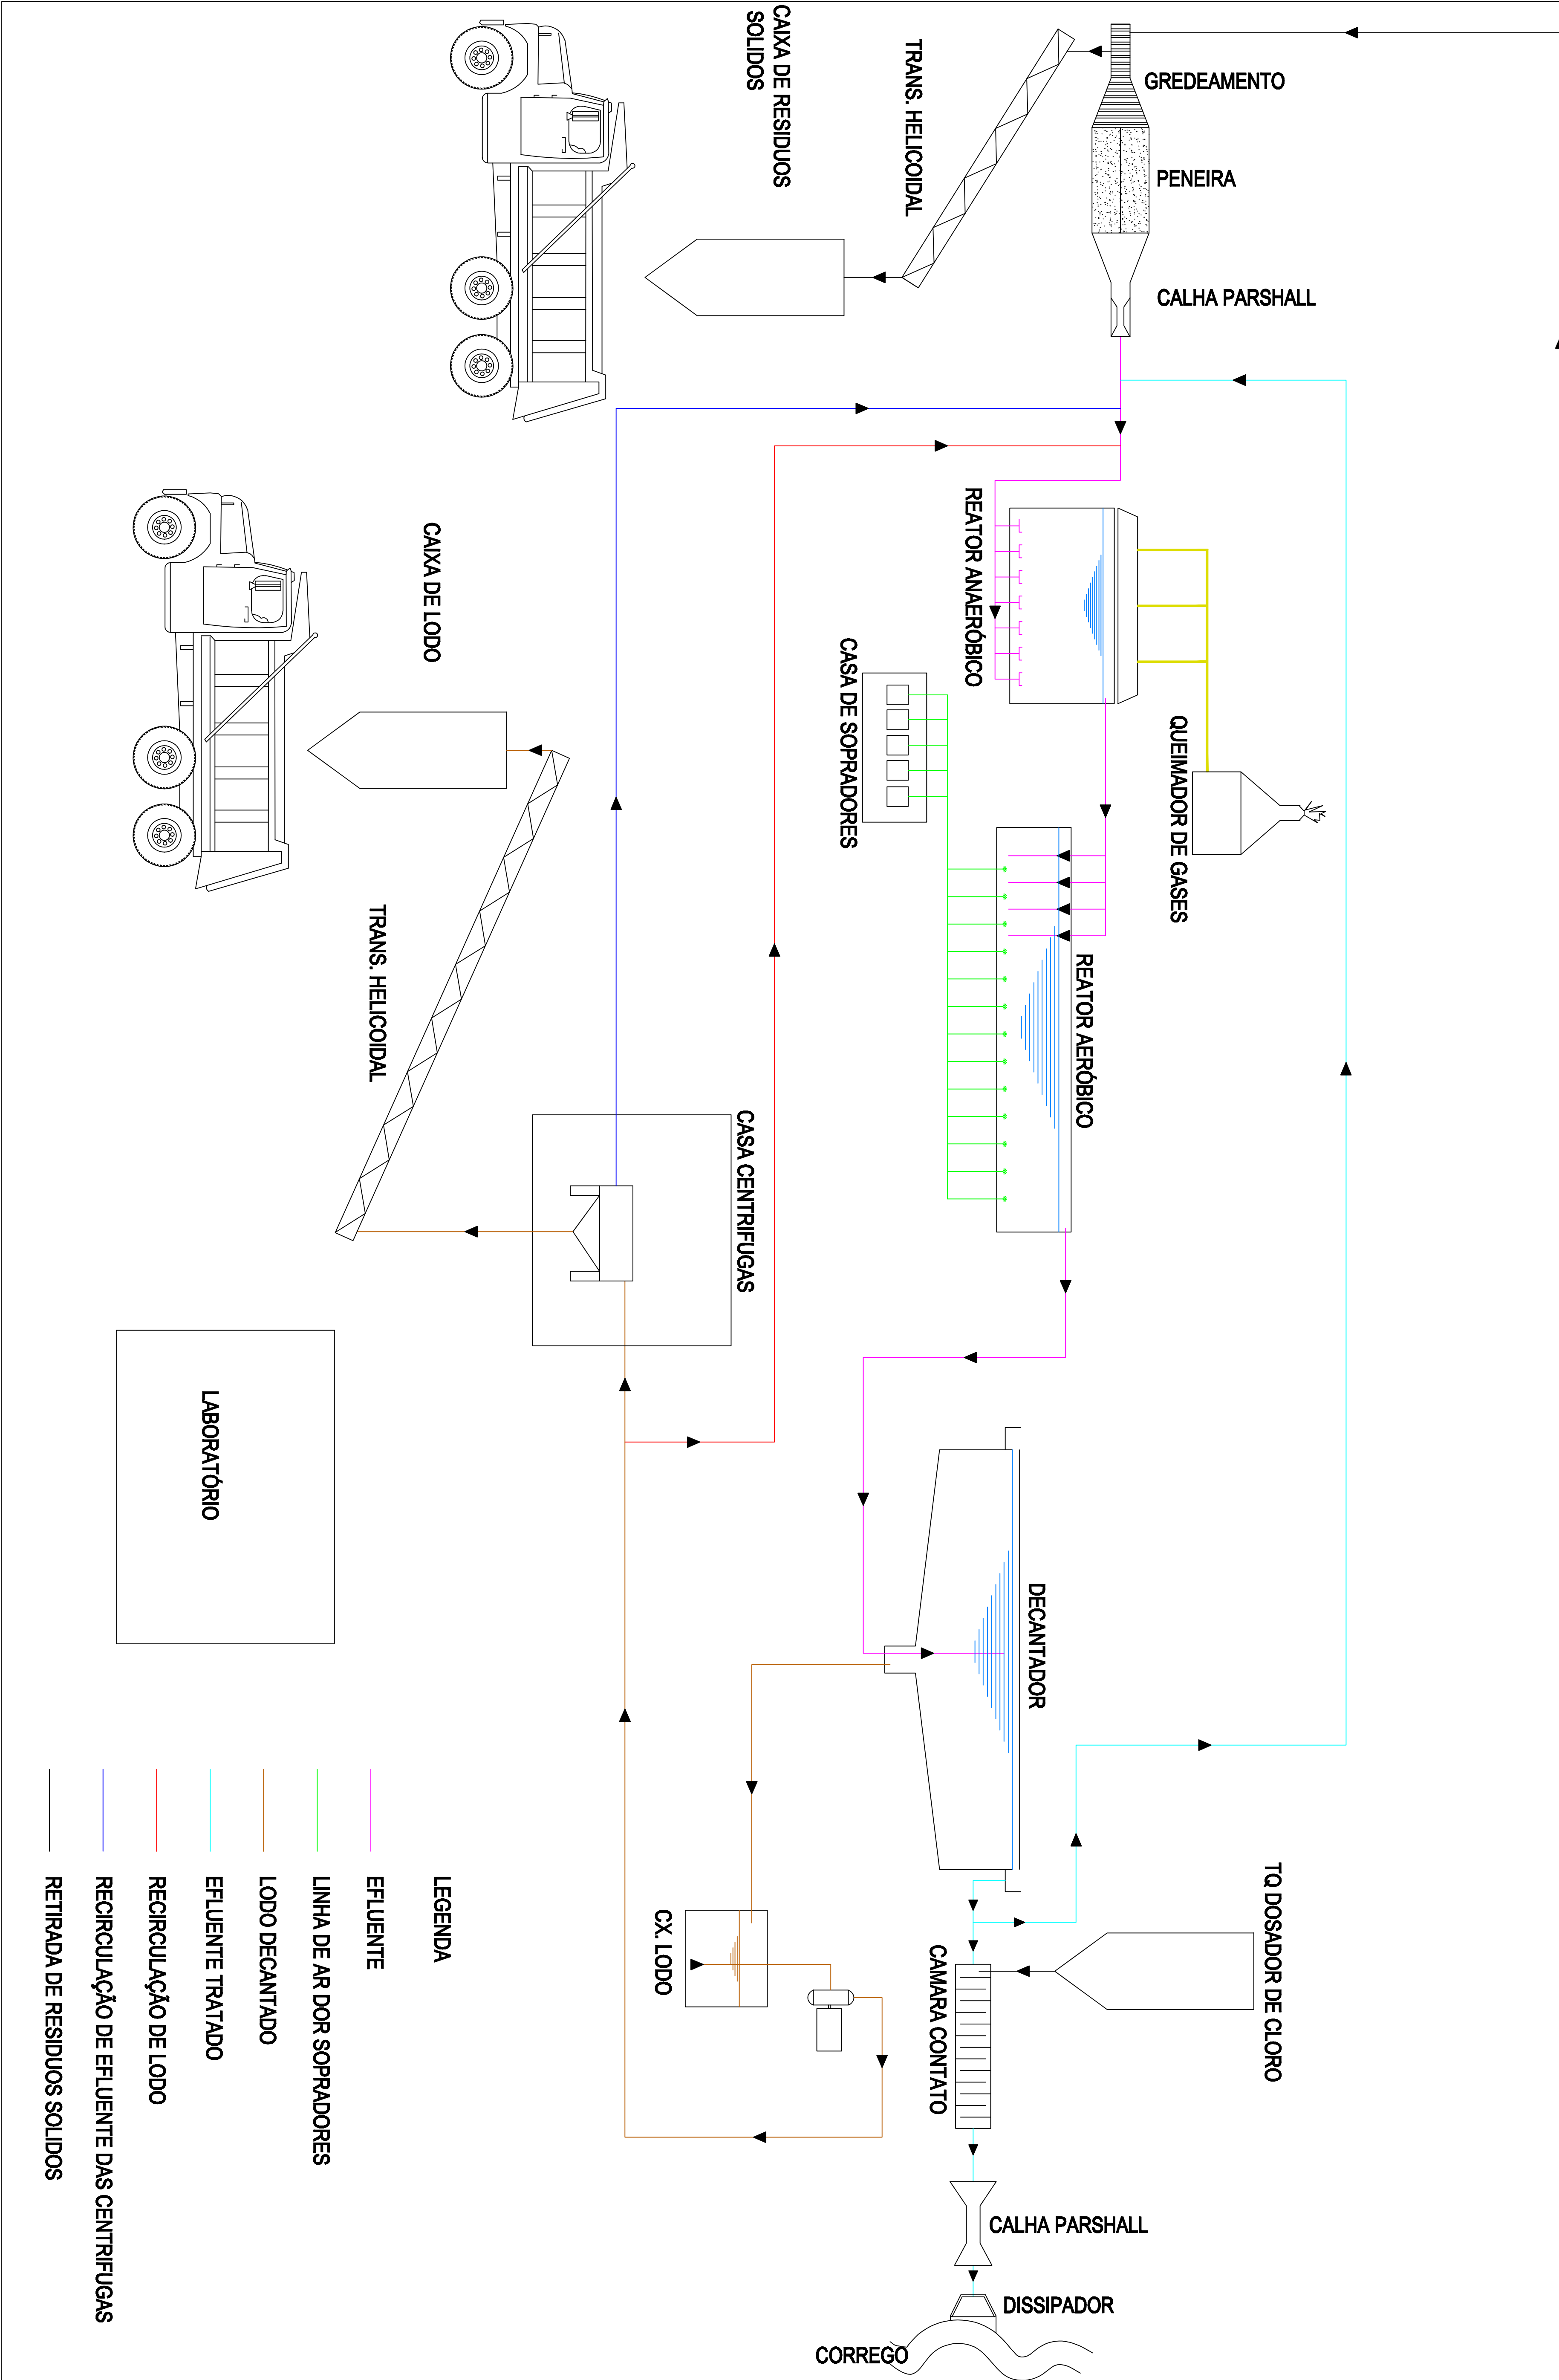 CAIXA DE RESIDUOS
SOLIDOS
TRANS. HELICOIDAL
GREDEAMENTO
PENEIRA
CALHA PARSHALL
REATOR ANAERÓBICO
CAIXA DE LODO
CASA DE SOPRADORES
QUEIMADOR DE GASES
TRANS. HELICOIDAL
REATOR AERÓBICO
CASA CENTRIFUGAS
LABORATÓRIO
DECANTADOR
TQ DOSADOR DE CLORO
CX. LODO
CAMARA CONTATO
CALHA PARSHALL
DISSIPADOR
CORREGO
LEGENDA
EFLUENTE
LINHA DE AR DOR SOPRADORES
LODO DECANTADO
EFLUENTE TRATADO
RECIRCULAÇÃO DE LODO
RECIRCULAÇÃO DE EFLUENTE DAS CENTRIFUGAS
RETIRADA DE RESIDUOS SOLIDOS